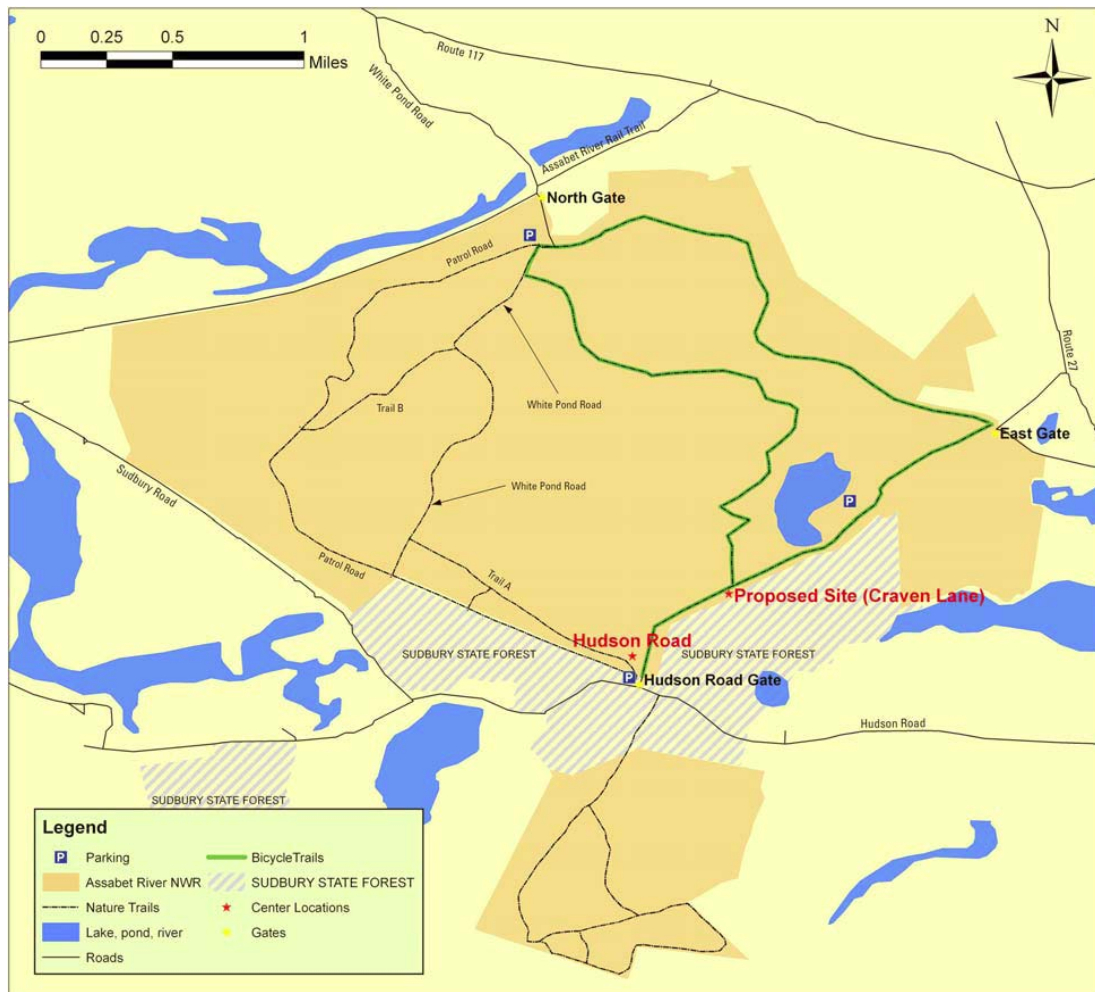 0 0.25 0.5 1
Miles
N
Route 117
White Pond Road
Assabet River Rail Trail
North Gate
P
Patrol Road
Route 27
White Pond Road
Trail B
East Gate
Sudbury Road
White Pond Road
P
Patrol Road
Trail A
Proposed Site (Craven Lane)
Hudson Road
SUDBURY STATE FOREST
SUDBURY STATE FOREST
P
Hudson Road Gate
Hudson Road
SUDBURY STATE FOREST
Legend
P Parking
BicycleTrails
Assabet River NWR
SUDBURY STATE FOREST
Nature Trails
Center Locations
Lake, pond, river
Gates
Roads